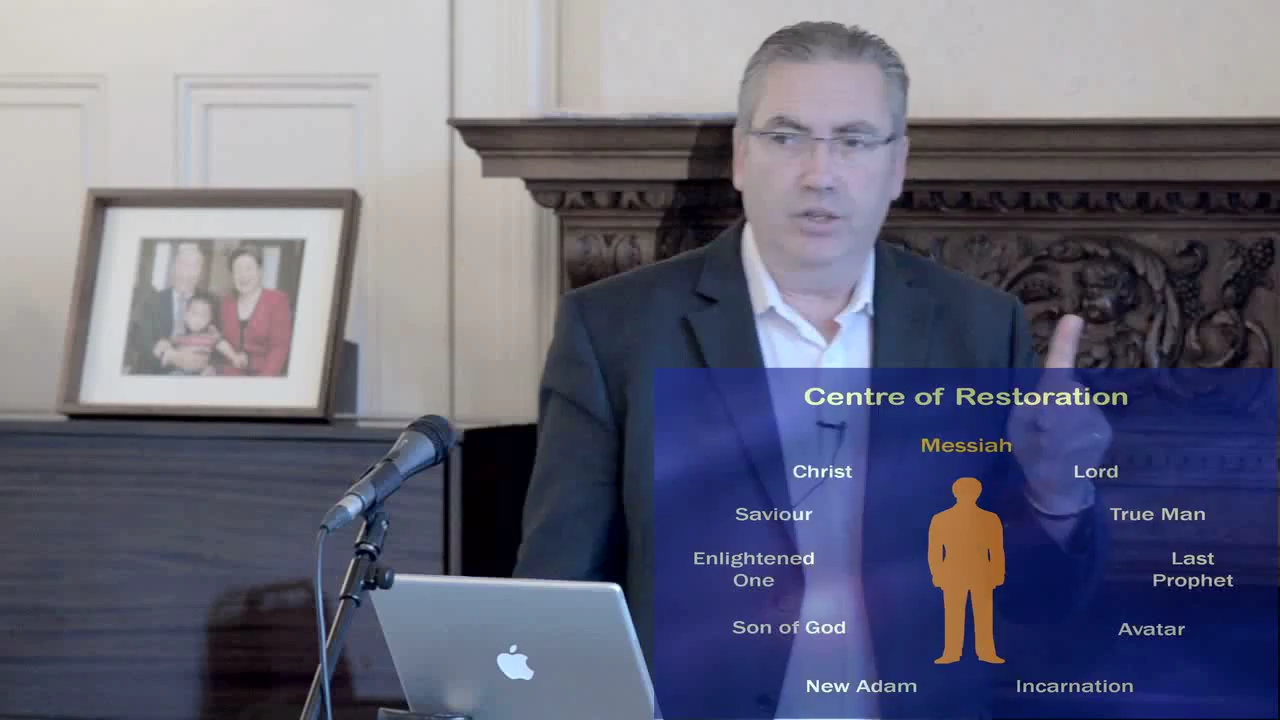 Centre of Restoration
Messiah
Christ
Lord
Saviour
True Man
Enlightened
One
Last
Prophet
Son of God
Avatar
New Adam
Incarnation